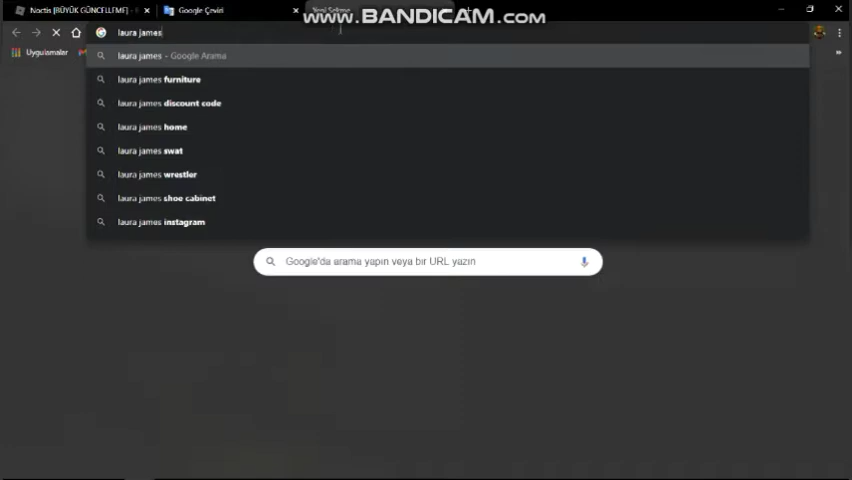 www.BANDICAM.com
Noctis [BÜYÜK GÜNCELLEME] -
Google Çeviri
Yeni Sekme
laura james
Uygulamalar
laura james - Google Arama
laura james furniture
laura james discount code
laura james home
laura james swat
laura james wrestler
laura james shoe cabinet
laura james instagram
Google'da arama yapın veya bir URL yazın